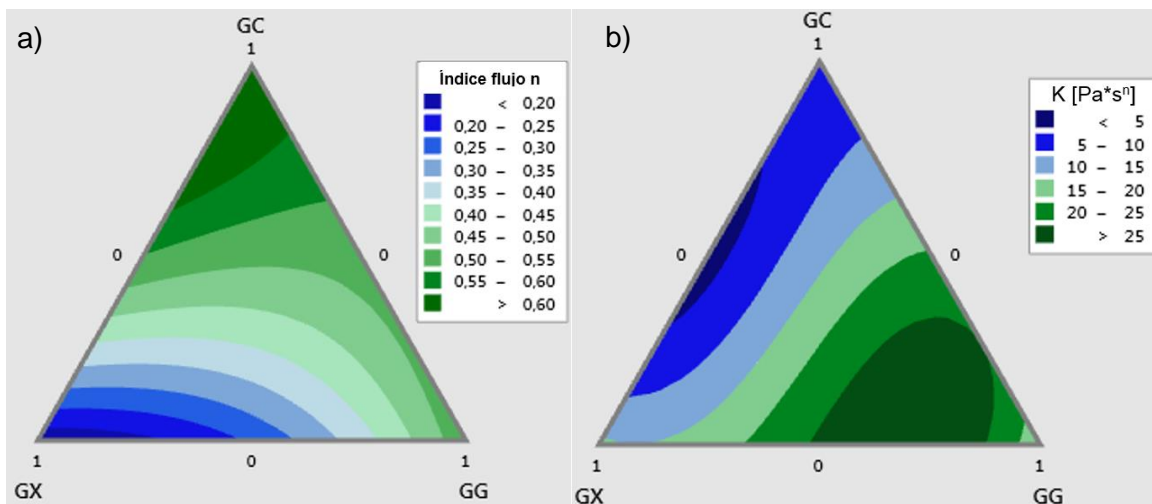 a)
GC
1
Índice flujo n
< 0,20
0,20 – 0,25
0,25 – 0,30
0,30 – 0,35
0,35 – 0,40
0,40 – 0,45
0,45 – 0,50
0,50 – 0,55
0,55 – 0,60
> 0,60
0
0
1
0
1
GX
GG
b)
GC
1
K [Pa*sⁿ]
< 5
5 – 10
10 – 15
15 – 20
20 – 25
> 25
0
0
1
0
1
GX
GG